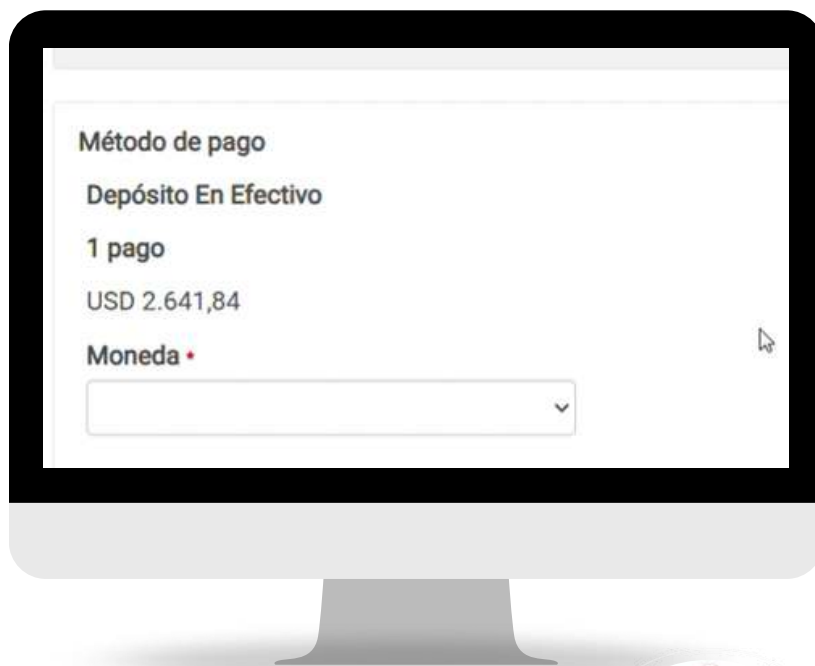 Método de pago
Depósito En Efectivo
1 pago
USD 2.641,84
Moneda •